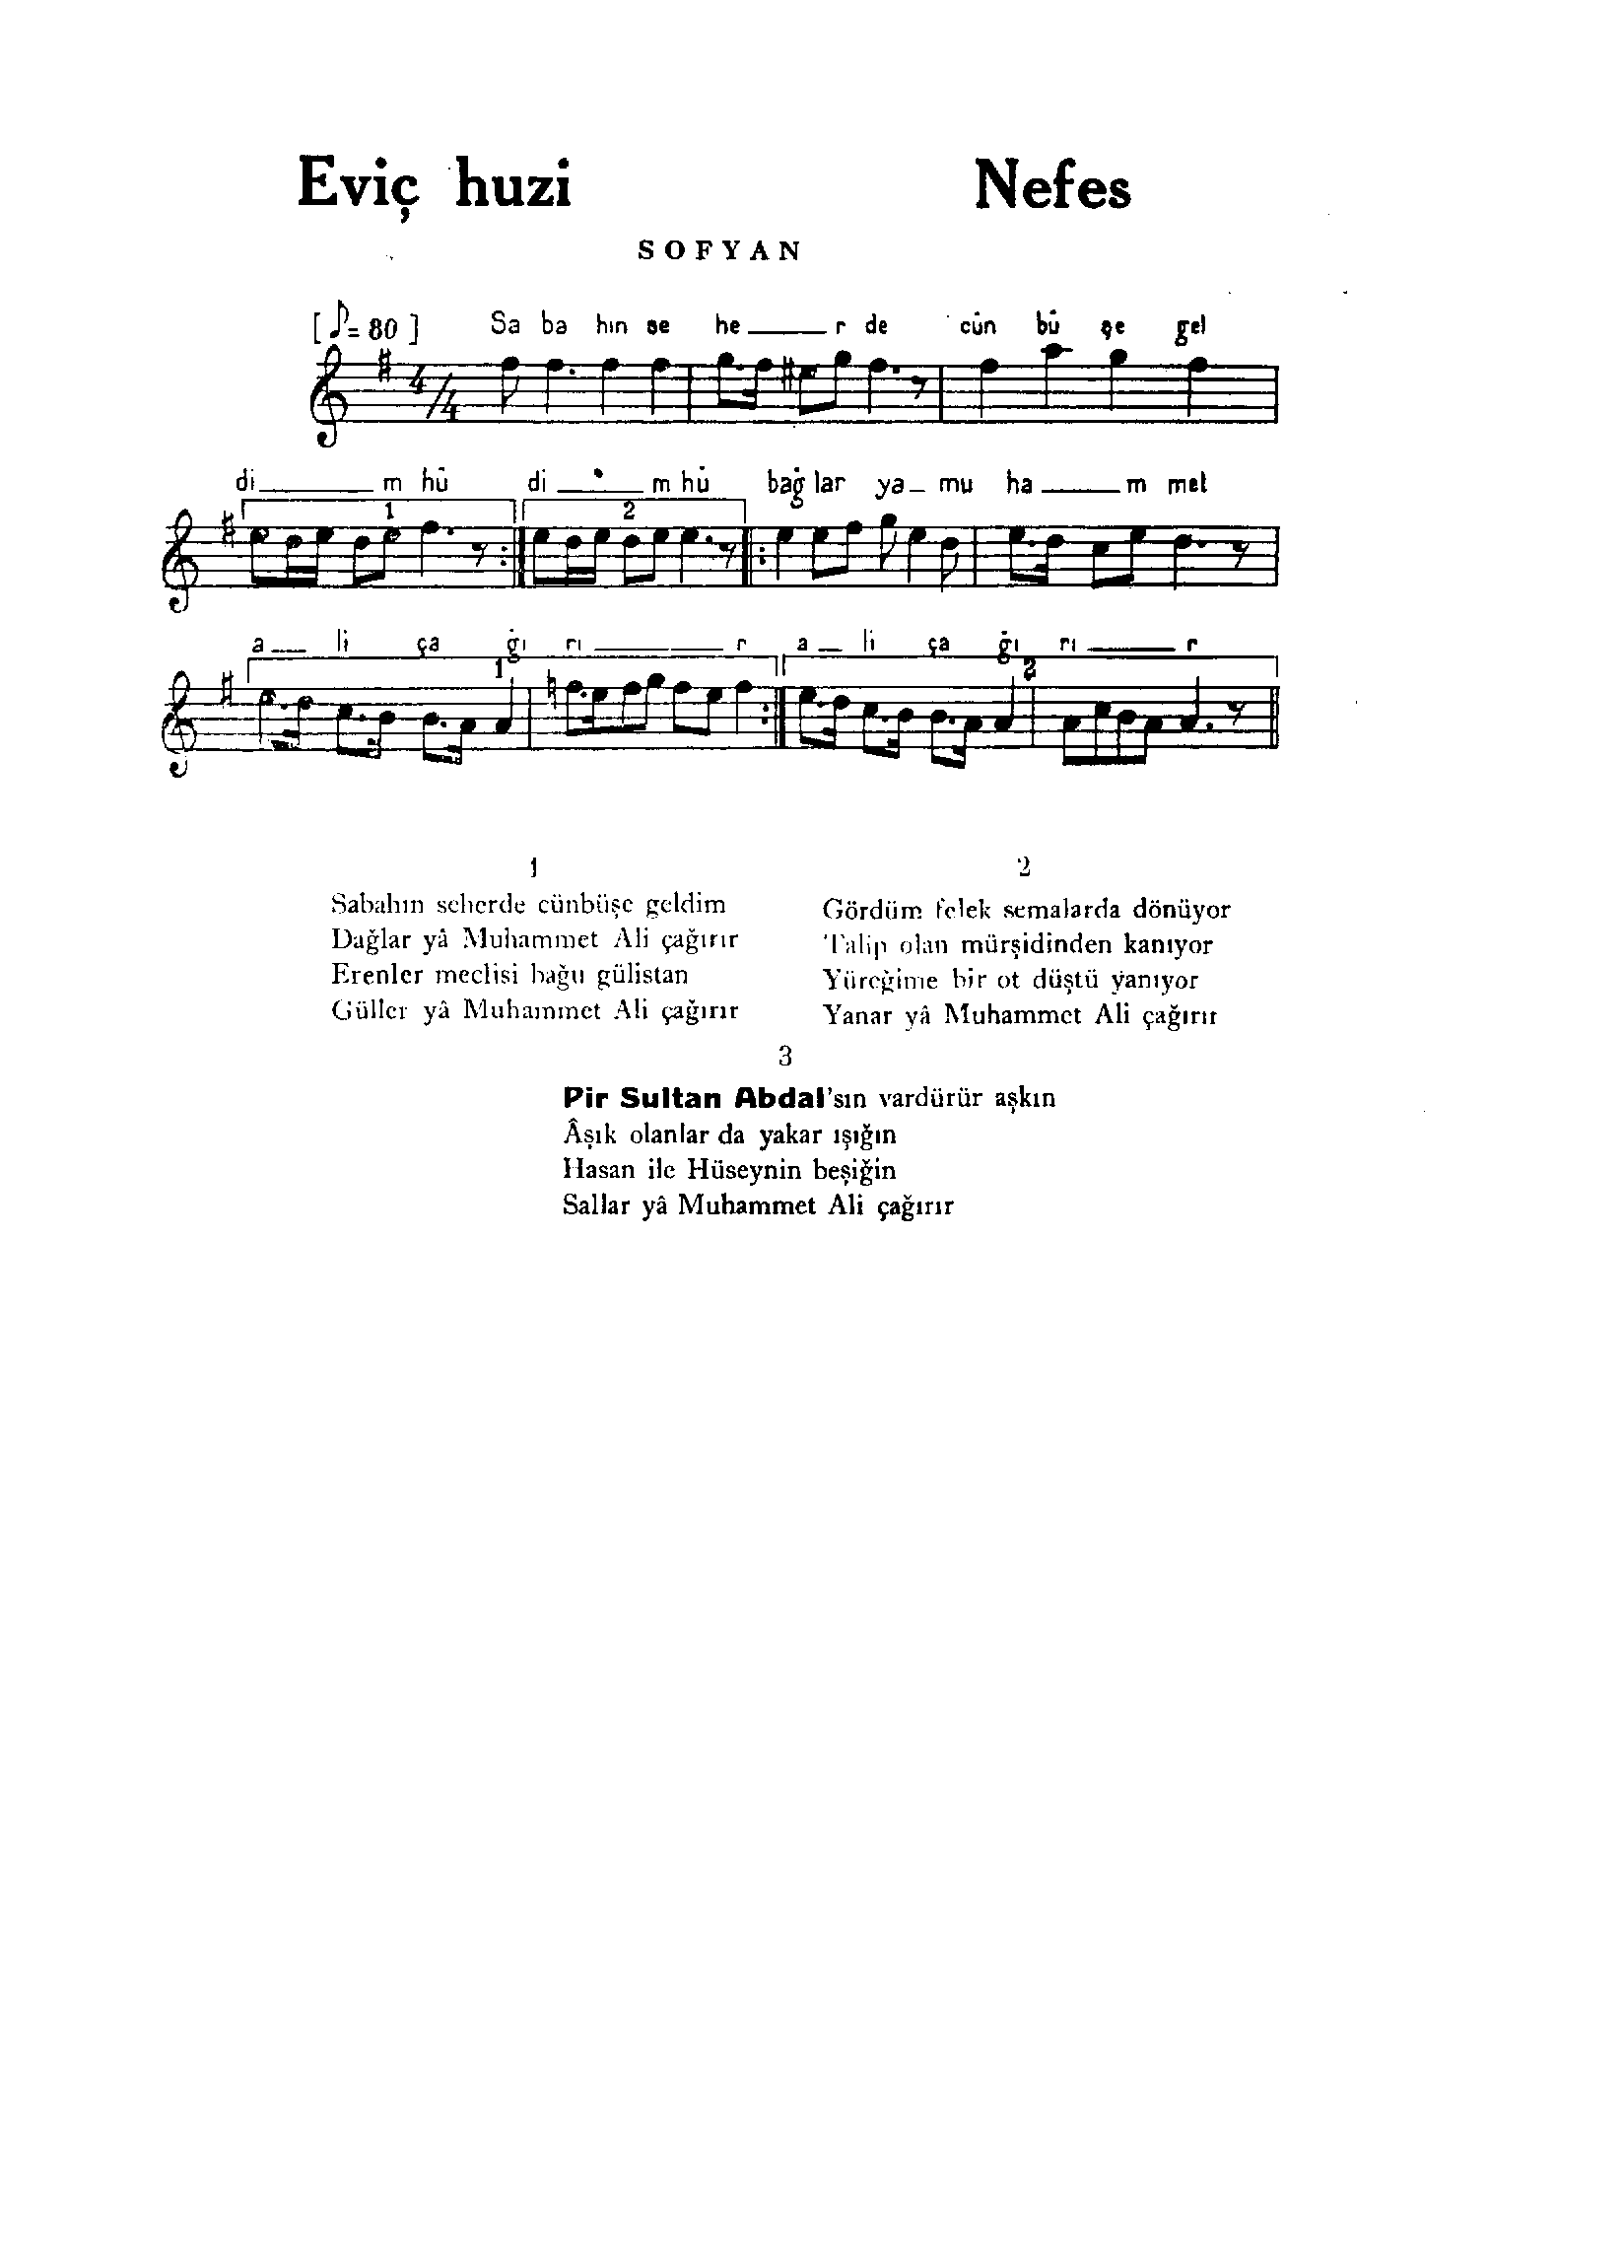 Eviç huzi Nefes
SOFYAN
[♪= 80 ] Sa ba hın se he ___ r de cün bü şe gel
4/4
di ___ m hü di ___ m hü bağ lar ya _ mu ha ___ m met
1 2
a __ li ça ğı rı ___ r a __ li ça ğı rı ___ r
1 2
1
Sabahın seherde cünbüşe geldim
Dağlar yâ Muhammet Ali çağırır
Erenler meclisi bağu gülistan
Güller yâ Muhammet Ali çağırır
2
Gördüm felek semalarda dönüyor
Talip olan mürşidinden kanıyor
Yüreğime bir ot düştü yanıyor
Yanar yâ Muhammet Ali çağırır
3
Pir Sultan Abdal'sın vardürür aşkın
Âşık olanlar da yakar ışığın
Hasan ile Hüseynin beşiğin
Sallar yâ Muhammet Ali çağırır